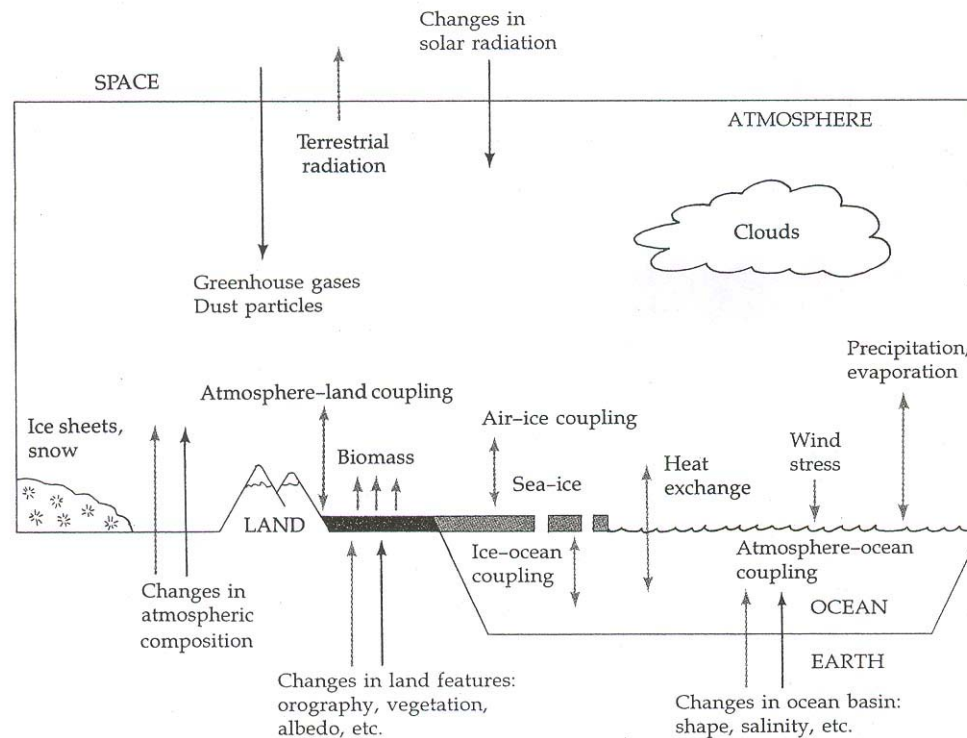 Changes in
solar radiation
SPACE
ATMOSPHERE
Terrestrial
radiation
Clouds
Greenhouse gases
Dust particles
Precipitation,
evaporation
Atmosphere–land coupling
Air–ice coupling
Ice sheets,
snow
Wind
stress
Biomass
Heat
exchange
Sea–ice
LAND
Ice–ocean
coupling
Atmosphere–ocean
coupling
Changes in
atmospheric
composition
OCEAN
EARTH
Changes in land features:
orography, vegetation,
albedo, etc.
Changes in ocean basin:
shape, salinity, etc.